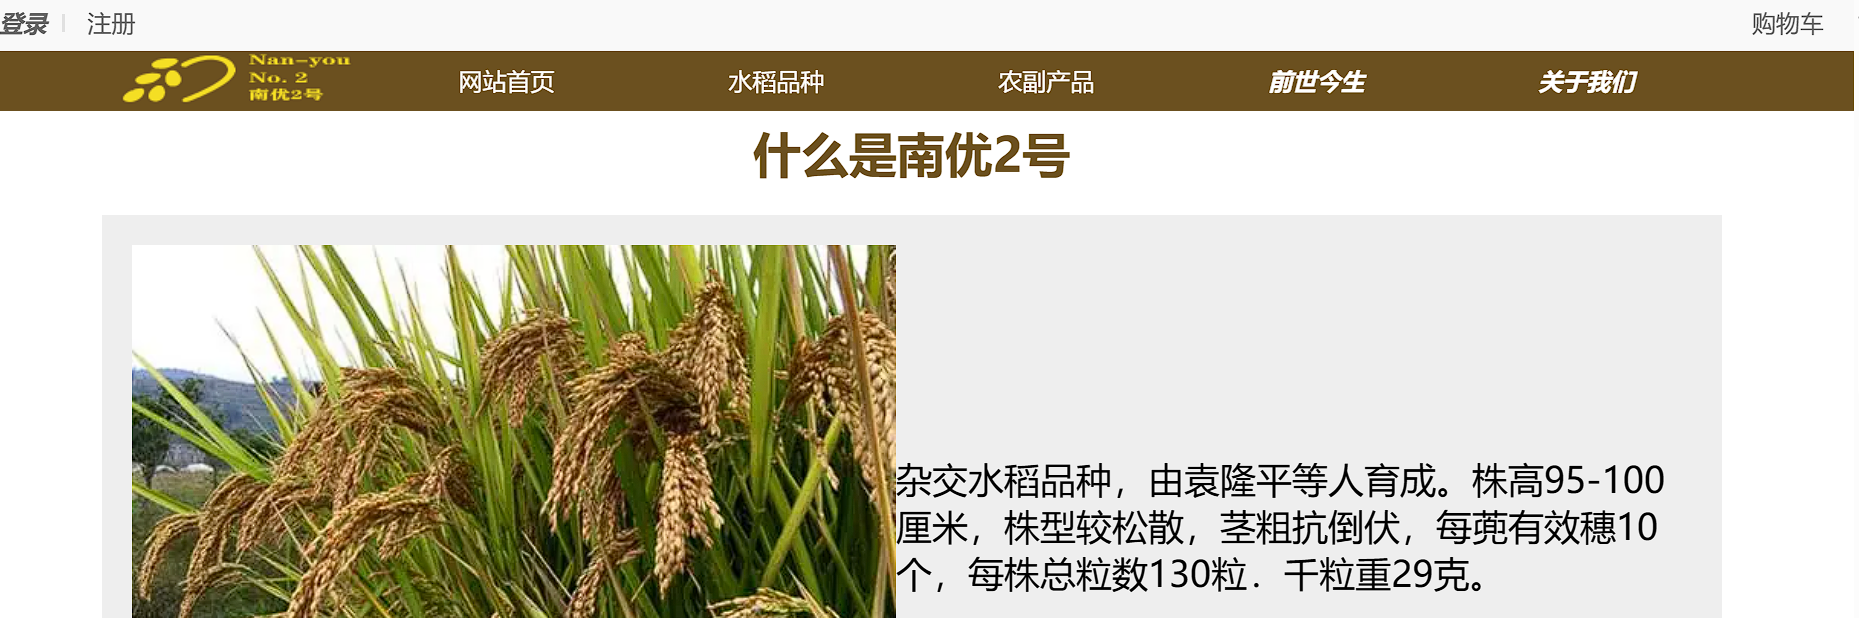 登录 注册 购物车
Nan-you
No. 2
南优2号
网站首页 水稻品种 农副产品 前世今生 关于我们
什么是南优2号
杂交水稻品种，由袁隆平等人育成。株高95-100
厘米，株型较松散，茎粗抗倒伏，每蔸有效穗10
个，每株总粒数130粒．千粒重29克。